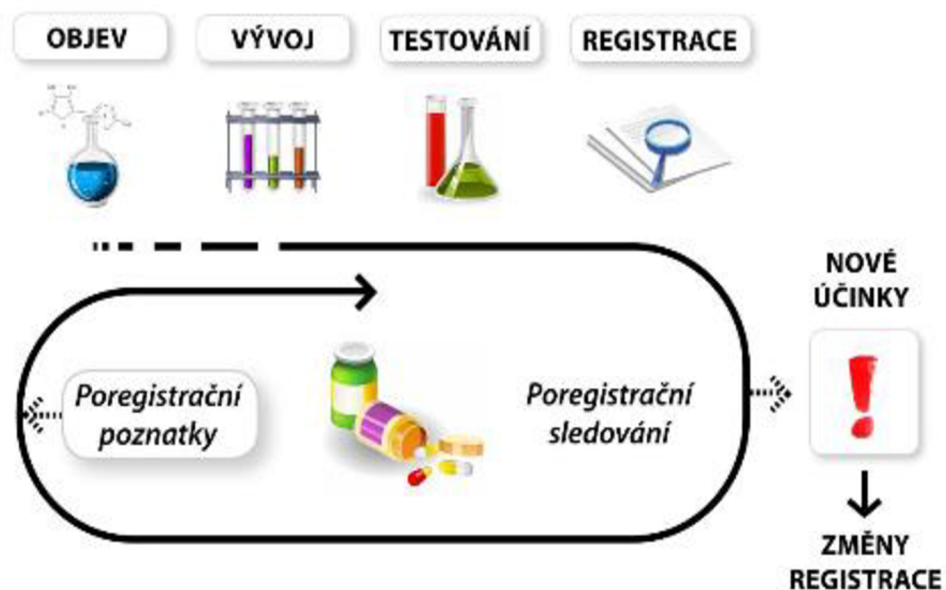 OBJEV
VÝVOJ
TESTOVÁNÍ
REGISTRACE
NOVÉ
ÚČINKY
Poregistrační
poznatky
Poregistrační
sledování
ZMĚNY
REGISTRACE